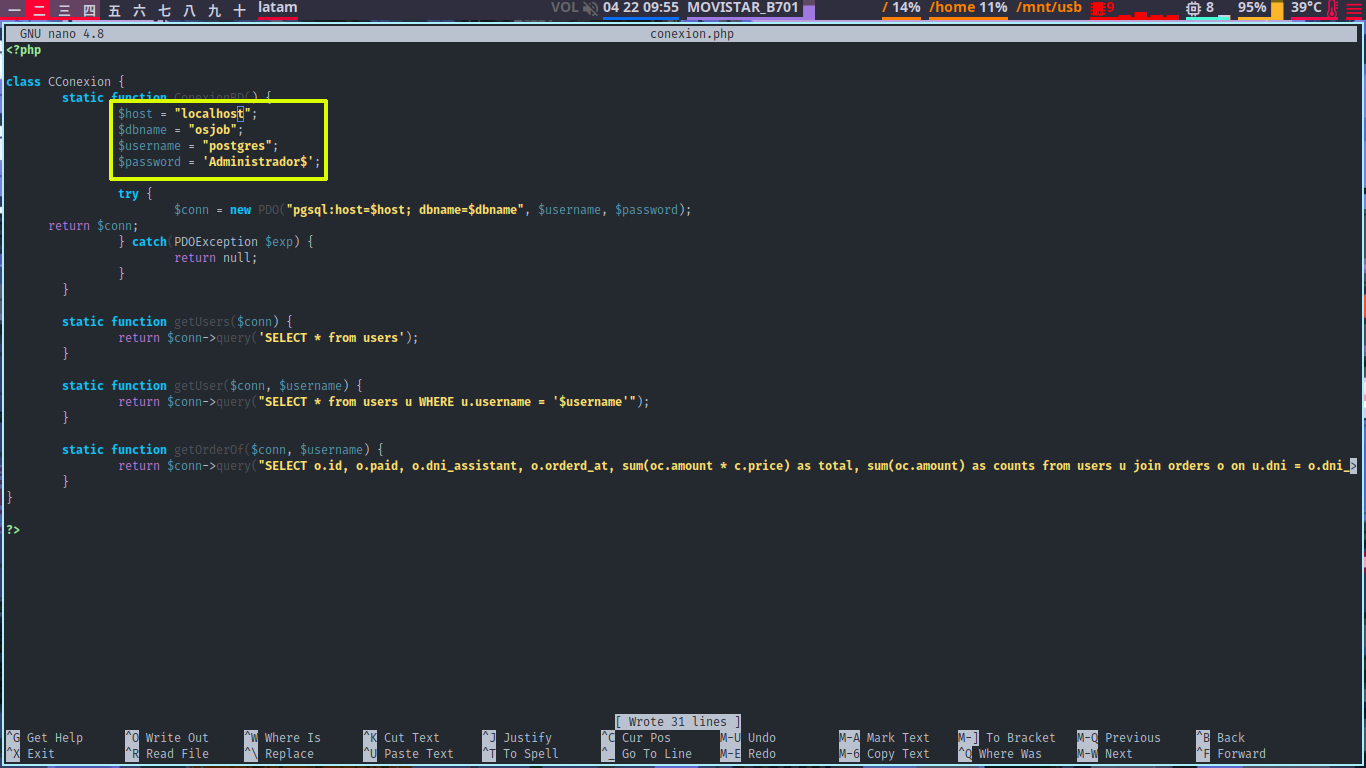 一 二 三 四 五 六 七 八 九 十 latam VOL 04 22 09:55 MOVISTAR_B701 / 14% /home 11% /mnt/usb 9 8 95% 39°C
GNU nano 4.8 conexion.php
<?php
class CConexion {
static function ConexionBD() {
$host = "localhost";
$dbname = "osjob";
$username = "postgres";
$password = 'Administrador$';
try {
$conn = new PDO("pgsql:host=$host; dbname=$dbname", $username, $password);
return $conn;
} catch(PDOException $exp) {
return null;
}
}
static function getUsers($conn) {
return $conn->query('SELECT * from users');
}
static function getUser($conn, $username) {
return $conn->query("SELECT * from users u WHERE u.username = '$username'");
}
static function getOrderOf($conn, $username) {
return $conn->query("SELECT o.id, o.paid, o.dni_assistant, o.orderd_at, sum(oc.amount * c.price) as total, sum(oc.amount) as counts from users u join orders o on u.dni = o.dni_>
}
}
?>
[ Wrote 31 lines ]
^G Get Help ^O Write Out ^W Where Is ^K Cut Text ^J Justify ^C Cur Pos M-U Undo M-A Mark Text M-] To Bracket M-Q Previous ^B Back
^X Exit ^R Read File ^\ Replace ^U Paste Text ^T To Spell ^_ Go To Line M-E Redo M-6 Copy Text ^Q Where Was M-W Next ^F Forward